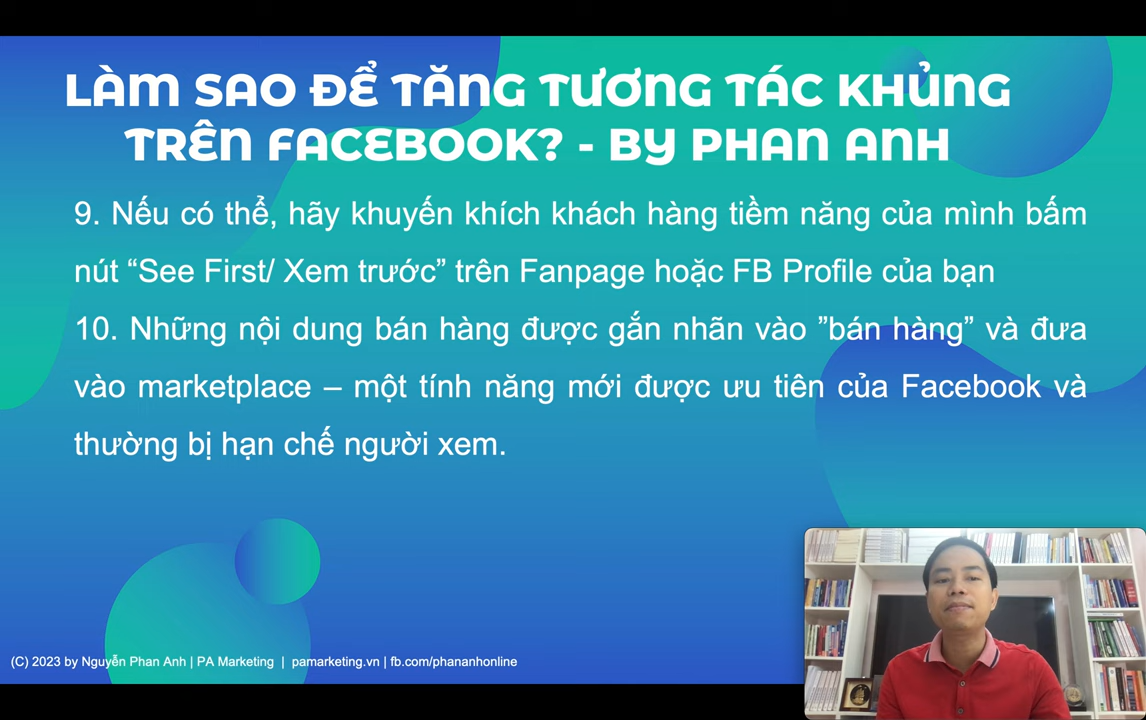 LÀM SAO ĐỂ TĂNG TƯƠNG TÁC KHỦNG
TRÊN FACEBOOK? - BY PHAN ANH
9. Nếu có thể, hãy khuyến khích khách hàng tiềm năng của mình bấm
nút “See First/ Xem trước” trên Fanpage hoặc FB Profile của bạn
10. Những nội dung bán hàng được gắn nhãn vào ”bán hàng” và đưa
vào marketplace – một tính năng mới được ưu tiên của Facebook và
thường bị hạn chế người xem.
(C) 2023 by Nguyễn Phan Anh | PA Marketing | pamarketing.vn | fb.com/phananhonline